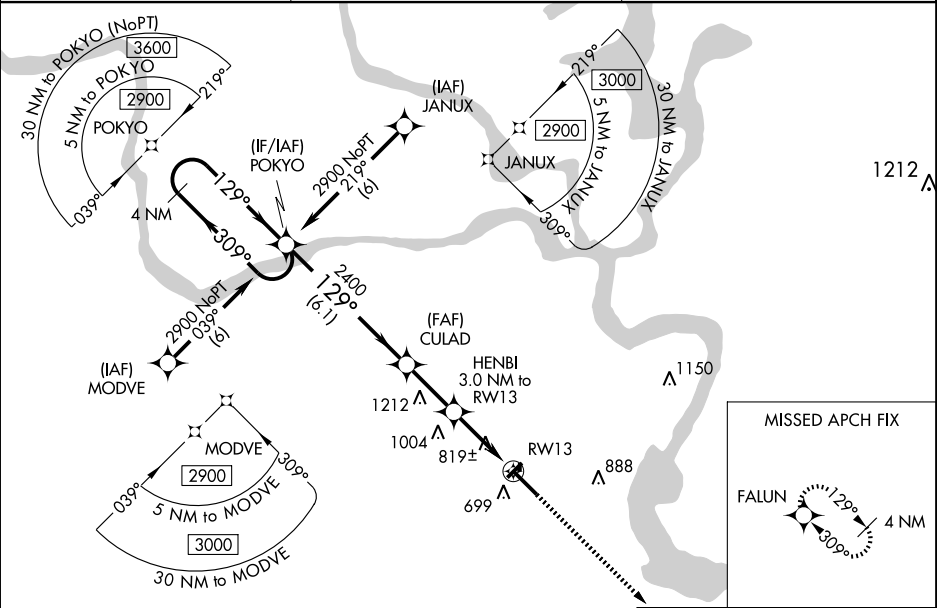 30 NM to POKYO (NoPT)
3600
5 NM to POKYO
2900
219°
POKYO
039°
(IAF)
JANUX
219°
3000
30 NM to JANUX
5 NM to JANUX
2900
JANUX
309°
1212
(IF/IAF)
POKYO
2900 NoPT
219°
(6)
129°
4 NM
309°
2400
129°
(6.1)
2900 NoPT
039°
(6)
(IAF)
MODVE
(FAF)
CULAD
HENBI
3.0 NM to
RW13
1212
1004
819±
RW13
699
1150
888
MODVE
2900
039°
309°
5 NM to MODVE
3000
30 NM to MODVE
MISSED APCH FIX
FALUN
129°
309°
4 NM